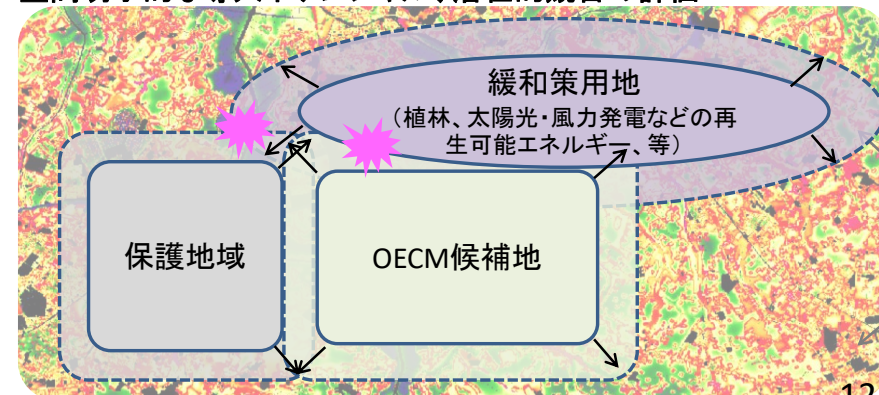 緩和策用地
(植林、太陽光・風力発電などの再
生可能エネルギー、等)
保護地域
OECM候補地
12